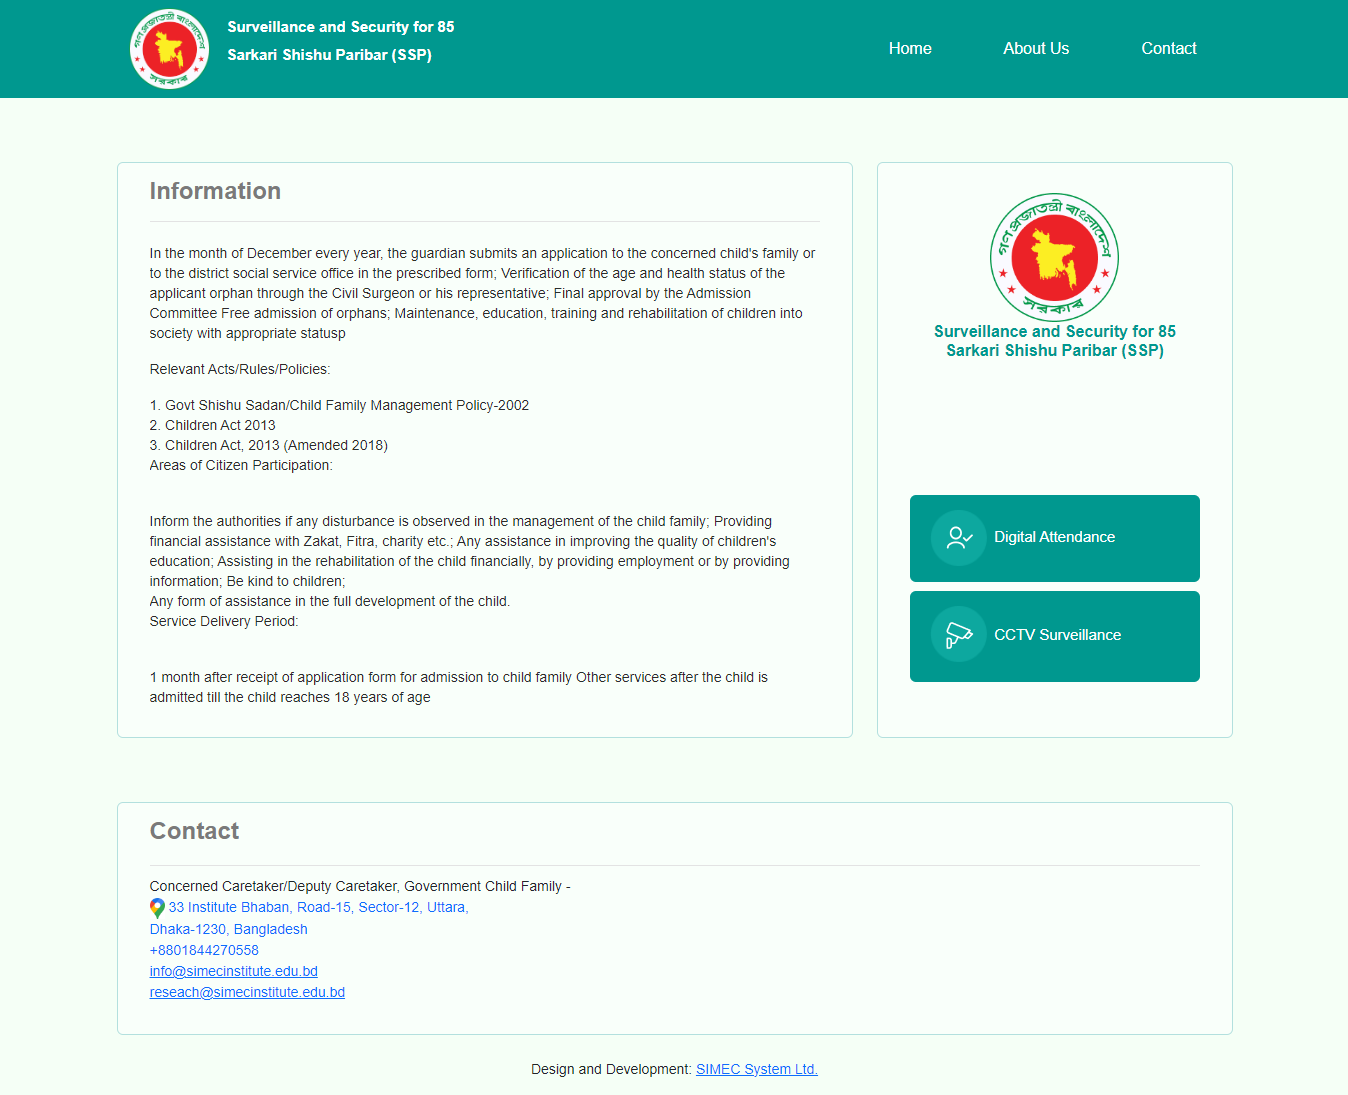 গণপ্রজাতন্ত্রী বাংলাদেশ
সরকার
Surveillance and Security for 85
Sarkari Shishu Paribar (SSP)
Home
About Us
Contact
Information
In the month of December every year, the guardian submits an application to the concerned child's family or
to the district social service office in the prescribed form; Verification of the age and health status of the
applicant orphan through the Civil Surgeon or his representative; Final approval by the Admission
Committee Free admission of orphans; Maintenance, education, training and rehabilitation of children into
society with appropriate statusp
Relevant Acts/Rules/Policies:
1. Govt Shishu Sadan/Child Family Management Policy-2002
2. Children Act 2013
3. Children Act, 2013 (Amended 2018)
Areas of Citizen Participation:
Inform the authorities if any disturbance is observed in the management of the child family; Providing
financial assistance with Zakat, Fitra, charity etc.; Any assistance in improving the quality of children's
education; Assisting in the rehabilitation of the child financially, by providing employment or by providing
information; Be kind to children;
Any form of assistance in the full development of the child.
Service Delivery Period:
1 month after receipt of application form for admission to child family Other services after the child is
admitted till the child reaches 18 years of age
গণপ্রজাতন্ত্রী বাংলাদেশ
সরকার
Surveillance and Security for 85
Sarkari Shishu Paribar (SSP)
Digital Attendance
CCTV Surveillance
Contact
Concerned Caretaker/Deputy Caretaker, Government Child Family -
33 Institute Bhaban, Road-15, Sector-12, Uttara,
Dhaka-1230, Bangladesh
+8801844270558
info@simecinstitute.edu.bd
reseach@simecinstitute.edu.bd
Design and Development: SIMEC System Ltd.